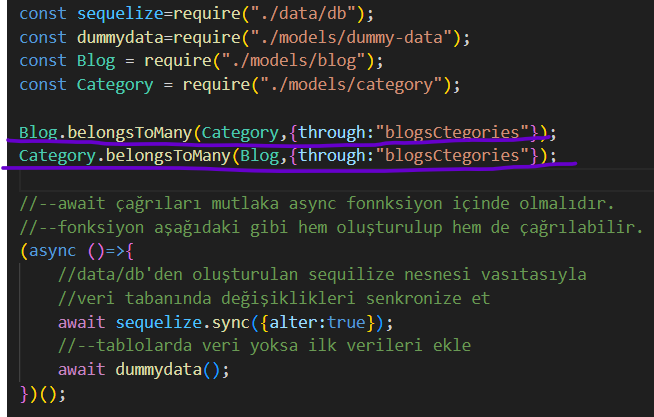 const sequelize=require("./data/db");
const dummydata=require("./models/dummy-data");
const Blog = require("./models/blog");
const Category = require("./models/category");
Blog.belongsToMany(Category,{through:"blogsCtegories"});
Category.belongsToMany(Blog,{through:"blogsCtegories"});
//--await çağrıları mutlaka async fonnksiyon içinde olmalıdır.
//--fonksiyon aşağıdaki gibi hem oluşturulup hem de çağrılabilir.
(async ()=>{
//data/db'den oluşturulan sequilize nesnesi vasıtasıyla
//veri tabanında değişiklikleri senkronize et
await sequelize.sync({alter:true});
//--tablolarda veri yoksa ilk verileri ekle
await dummydata();
})();